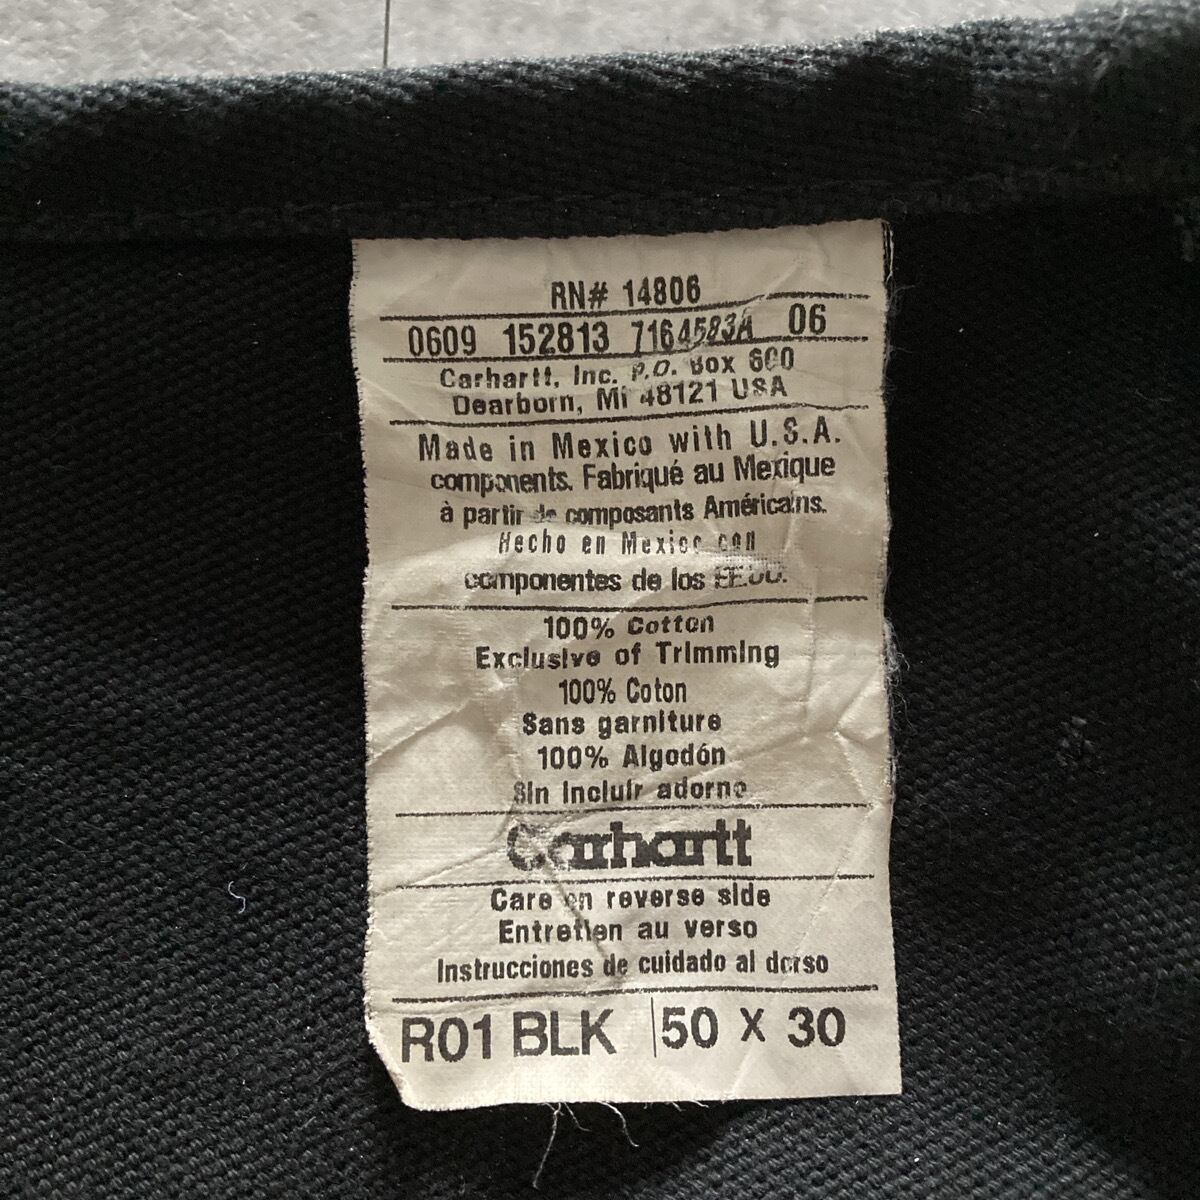 RN# 14806
0609 152813 7164583A 06
Carhartt, Inc. P.O. Box 600
Dearborn, MI 48121 USA
Made in Mexico with U.S.A.
components. Fabriqué au Mexique
à partir de composants Américains.
Hecho en Mexico con
componentes de los EE.UU.
100% Cotton
Exclusive of Trimming
100% Coton
Sans garniture
100% Algodón
Sin Incluir adorno
Carhartt
Care on reverse side
Entretien au verso
Instrucciones de cuidado al dorso
R01 BLK 50 X 30